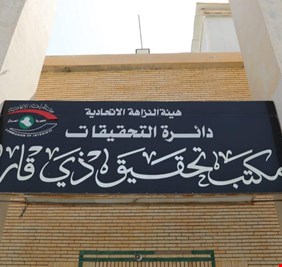 هيئة النزاهة الاتحادية
دائرة التحقيقات
مكتب تحقيق ذي قار